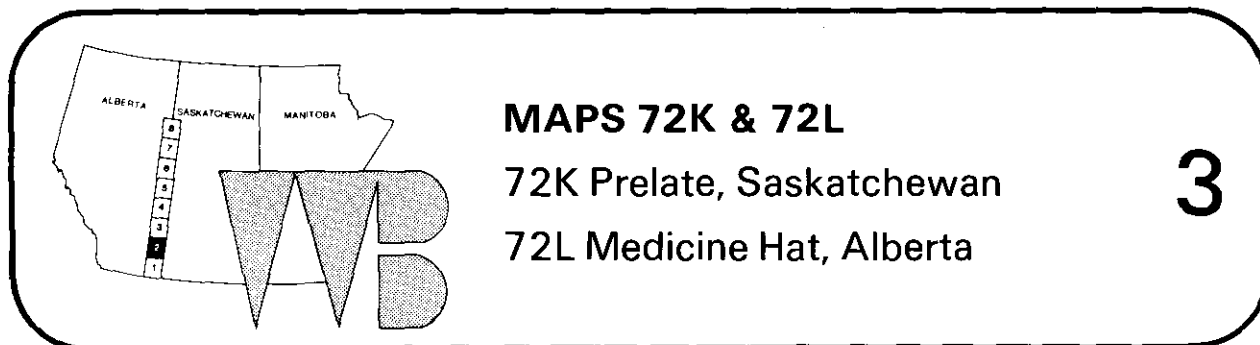 ALBERTA
SASKATCHEWAN
MANITOBA
8
7
6
5
4
3
2
1
WB
MAPS 72K & 72L
72K Prelate, Saskatchewan
72L Medicine Hat, Alberta
3